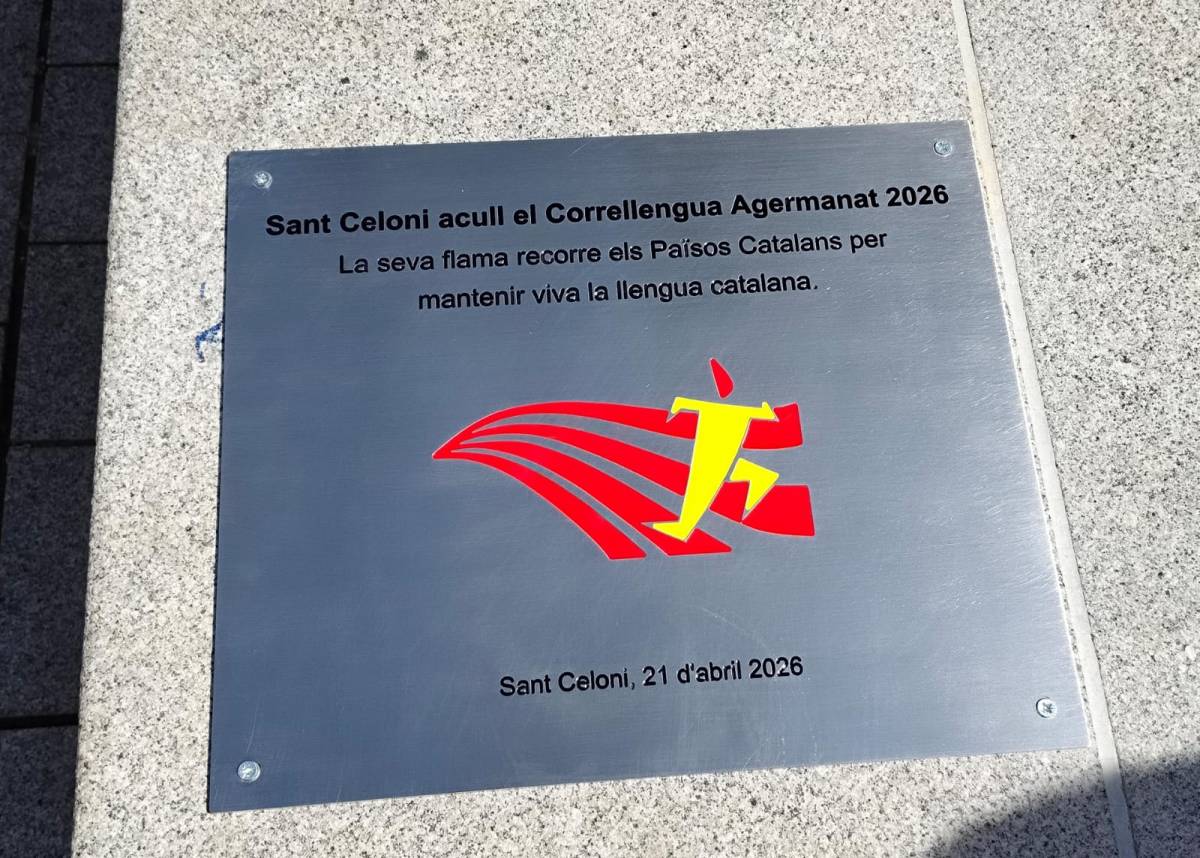 Sant Celoni acull el Correllengua Agermanat 2026
La seva flama recorre els Països Catalans per
mantenir viva la llengua catalana.
Sant Celoni, 21 d'abril 2026